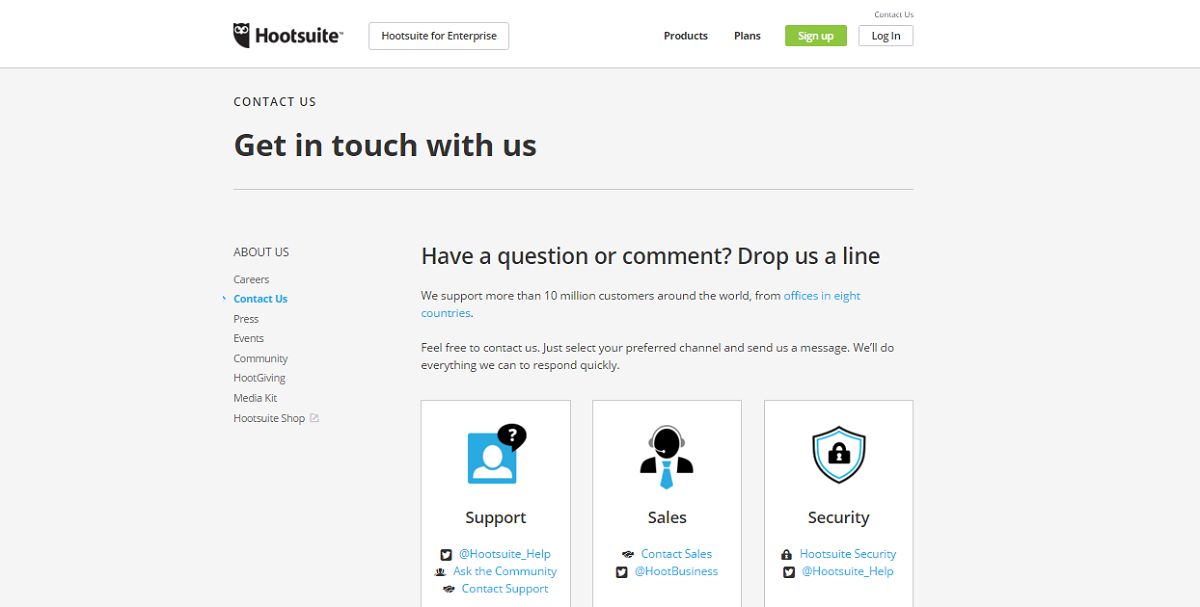 Contact Us
Hootsuite™
Hootsuite for Enterprise
Products
Plans
Sign up
Log In
CONTACT US
Get in touch with us
ABOUT US
Careers
Contact Us
Press
Events
Community
HootGiving
Media Kit
Hootsuite Shop
Have a question or comment? Drop us a line
We support more than 10 million customers around the world, from offices in eight
countries.
Feel free to contact us. Just select your preferred channel and send us a message. We’ll do
everything we can to respond quickly.
?
Support
@Hootsuite_Help
Ask the Community
Contact Support
Sales
Contact Sales
@HootBusiness
Security
Hootsuite Security
@Hootsuite_Help